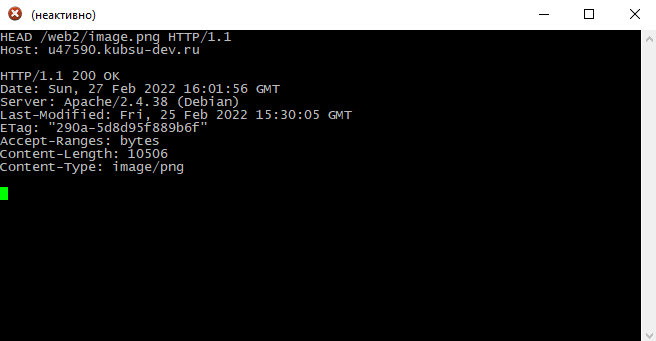 (неактивно)
HEAD /web2/image.png HTTP/1.1
Host: u47590.kubsu-dev.ru

HTTP/1.1 200 OK
Date: Sun, 27 Feb 2022 16:01:56 GMT
Server: Apache/2.4.38 (Debian)
Last-Modified: Fri, 25 Feb 2022 15:30:05 GMT
ETag: "290a-5d8d95f889b6f"
Accept-Ranges: bytes
Content-Length: 10506
Content-Type: image/png